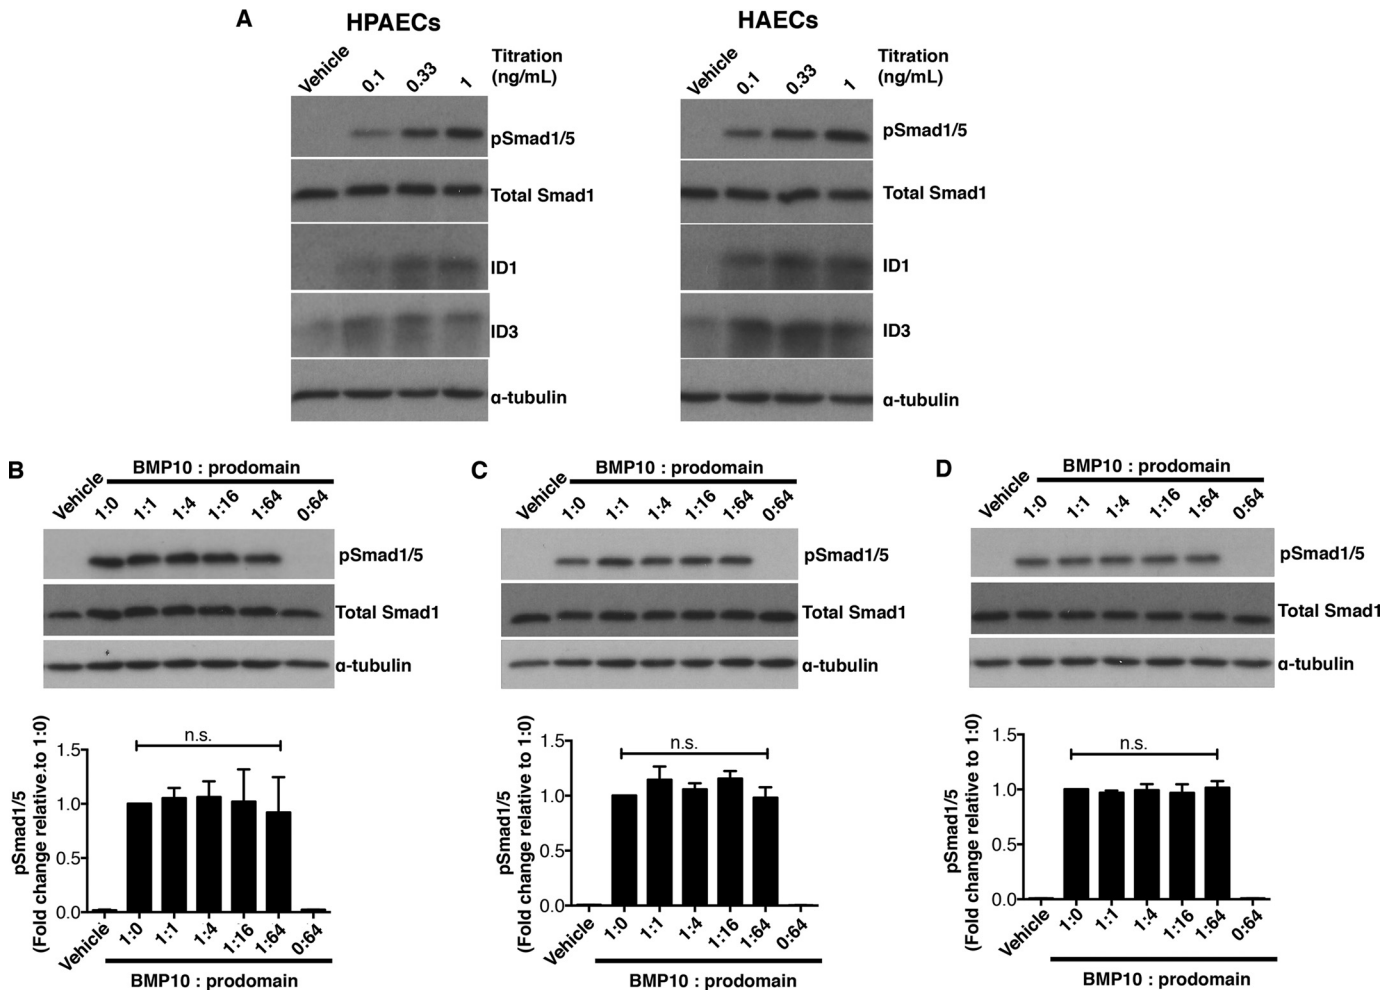 A
HPAECs
Vehicle 0.1 0.33 1 Titration (ng/mL)
pSmad1/5
Total Smad1
ID1
ID3
α-tubulin
HAECs
Vehicle 0.1 0.33 1 Titration (ng/mL)
pSmad1/5
Total Smad1
ID1
ID3
α-tubulin
B
BMP10 : prodomain
Vehicle 1:0 1:1 1:4 1:16 1:64 0:64
pSmad1/5
Total Smad1
α-tubulin
pSmad1/5
(Fold change relative.to 1:0)
1.5
1.0
0.5
0.0
n.s.
Vehicle 1:0 1:1 1:4 1:16 1:64 0:64
BMP10 : prodomain
C
BMP10 : prodomain
Vehicle 1:0 1:1 1:4 1:16 1:64 0:64
pSmad1/5
Total Smad1
α-tubulin
pSmad1/5
(Fold change relative to 1:0)
1.5
1.0
0.5
0.0
n.s.
Vehicle 1:0 1:1 1:4 1:16 1:64 0:64
BMP10 : prodomain
D
BMP10 : prodomain
Vehicle 1:0 1:1 1:4 1:16 1:64 0:64
pSmad1/5
Total Smad1
α-tubulin
pSmad1/5
(Fold change relative to 1:0)
1.5
1.0
0.5
0.0
n.s.
Vehicle 1:0 1:1 1:4 1:16 1:64 0:64
BMP10 : prodomain